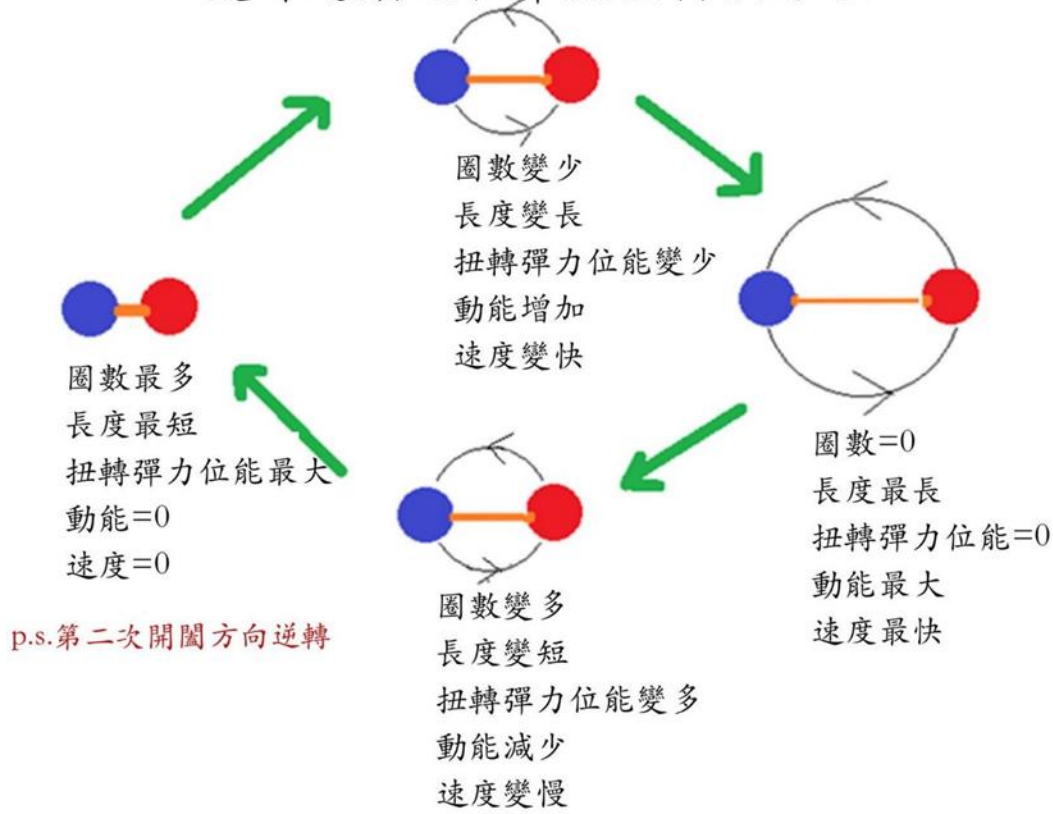 圈數變少
長度變長
扭轉彈力位能變少
動能增加
速度變快
圈數=0
長度最長
扭轉彈力位能=0
動能最大
速度最快
圈數變多
長度變短
扭轉彈力位能變多
動能減少
速度變慢
圈數最多
長度最短
扭轉彈力位能最大
動能=0
速度=0
p.s.第二次開闔方向逆轉